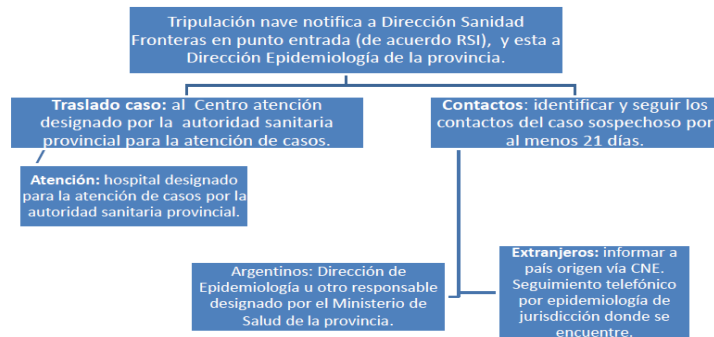 Tripulación nave notifica a Dirección Sanidad
Fronteras en punto entrada (de acuerdo RSI),  y esta a
Dirección Epidemiología de la provincia.
Traslado caso: al  Centro atención
designado por la  autoridad sanitaria
provincial para la atención de casos.
Contactos: identificar y seguir los
contactos del caso sospechoso por
al menos 21 días.
Atención: hospital designado
para la atención de casos por la
autoridad sanitaria provincial.
Argentinos: Dirección de
Epidemiología u otro responsable
designado por el Ministerio de
Salud de la provincia.
Extranjeros: informar a
país origen vía CNE.
Seguimiento telefónico
por epidemiología de
jurisdicción donde se
encuentre.